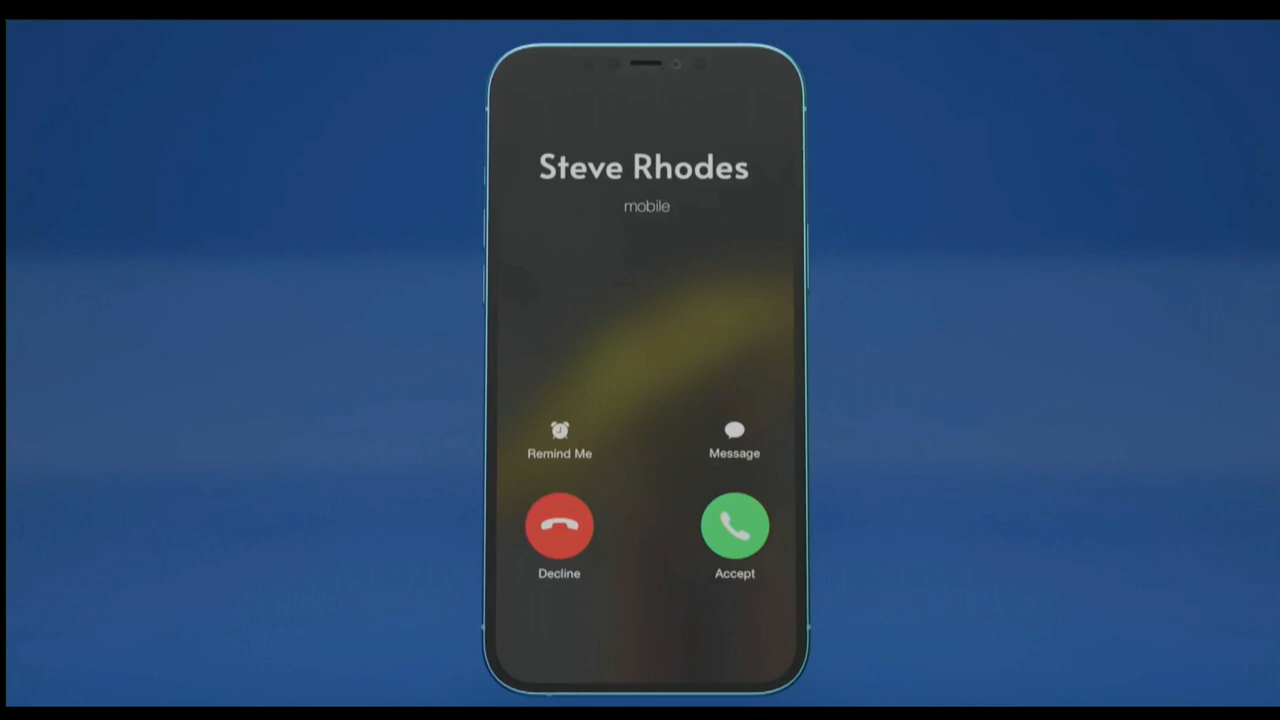 Steve Rhodes
mobile
Remind Me
Message
Decline
Accept